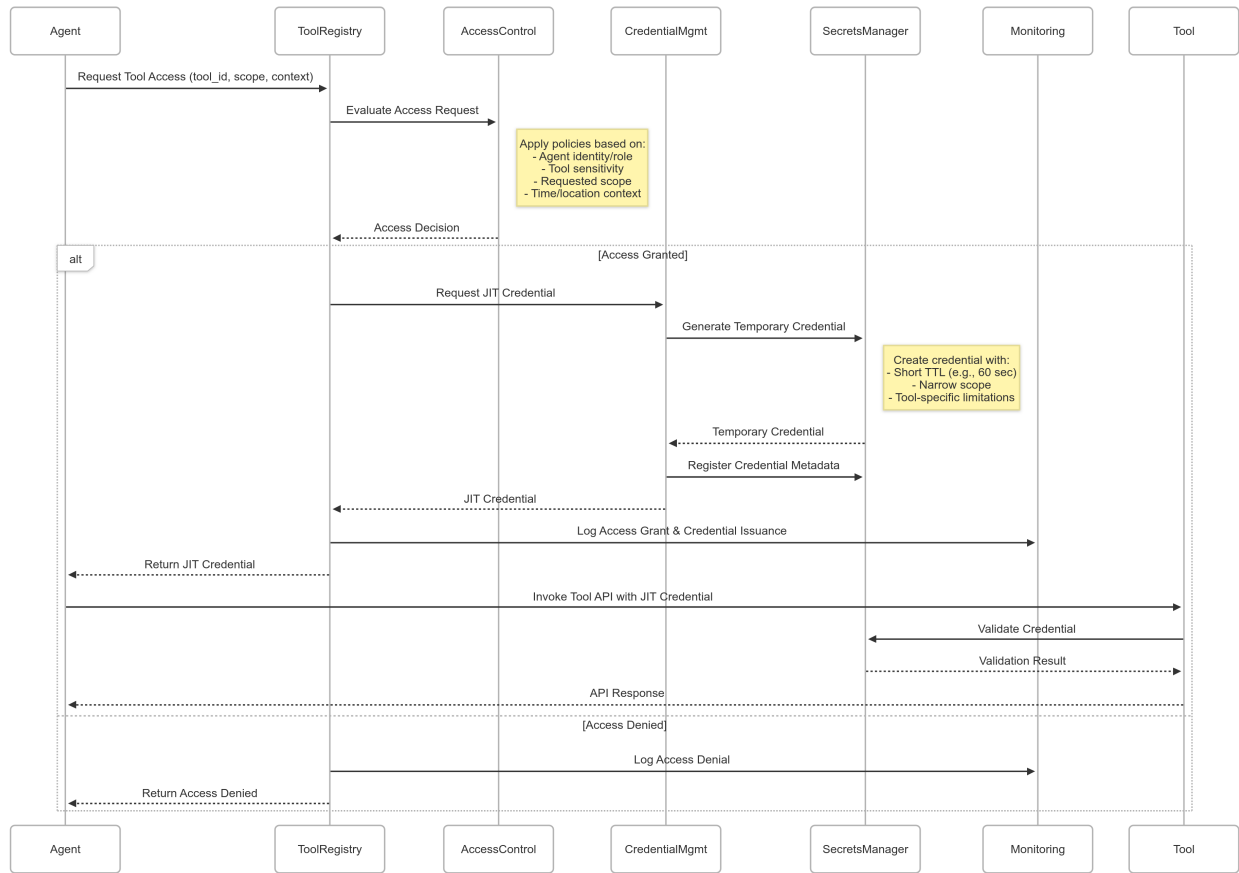 Agent
ToolRegistry
AccessControl
CredentialMgmt
SecretsManager
Monitoring
Tool
Request Tool Access (tool_id, scope, context)
Evaluate Access Request
Apply policies based on:
- Agent identity/role
- Tool sensitivity
- Requested scope
- Time/location context
Access Decision
alt
[Access Granted]
Request JIT Credential
Generate Temporary Credential
Create credential with:
- Short TTL (e.g., 60 sec)
- Narrow scope
- Tool-specific limitations
Temporary Credential
Register Credential Metadata
JIT Credential
Log Access Grant & Credential Issuance
Return JIT Credential
Invoke Tool API with JIT Credential
Validate Credential
Validation Result
API Response
[Access Denied]
Log Access Denial
Return Access Denied
Agent
ToolRegistry
AccessControl
CredentialMgmt
SecretsManager
Monitoring
Tool